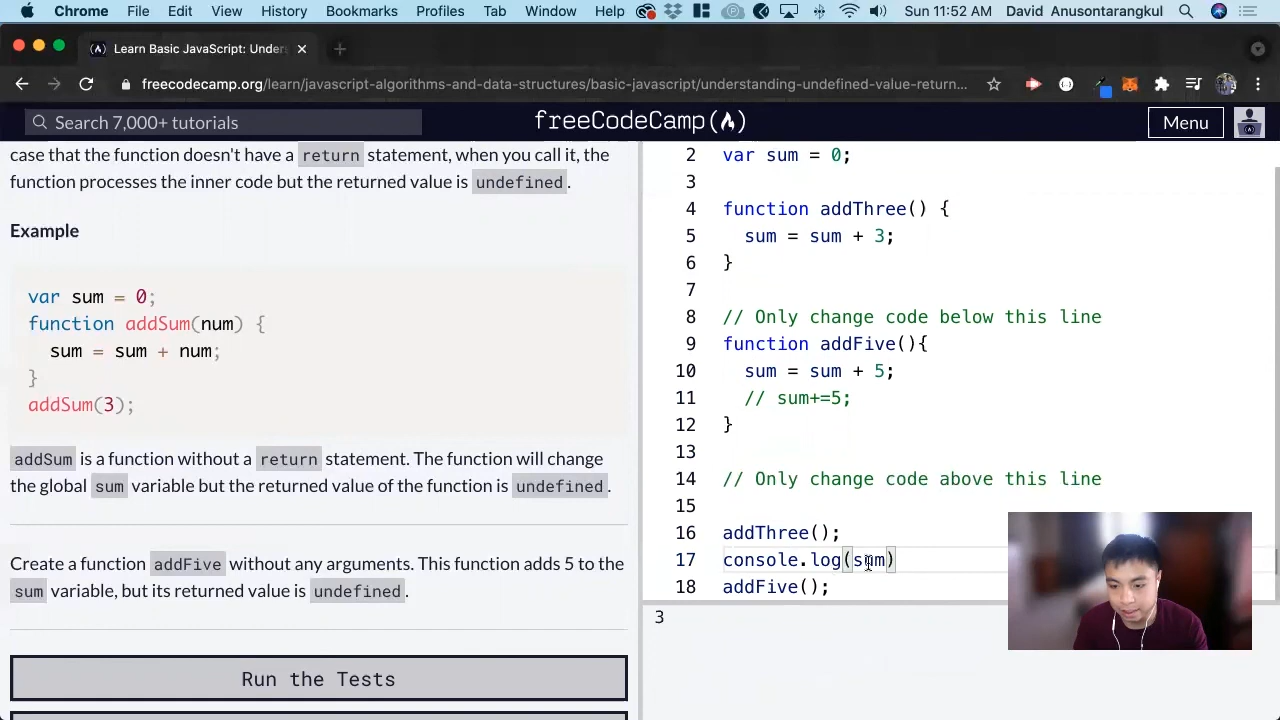 Chrome File Edit View History Bookmarks Profiles Tab Window Help Sun 11:52 AM David Anusontarangkul
Learn Basic JavaScript: Unders
freecodecamp.org/learn/javascript-algorithms-and-data-structures/basic-javascript/understanding-undefined-value-return...
Search 7,000+ tutorials
freeCodeCamp
Menu
case that the function doesn't have a return statement, when you call it, the
function processes the inner code but the returned value is undefined.
Example
var sum = 0;
function addSum(num) {
sum = sum + num;
}
addSum(3);
addSum is a function without a return statement. The function will change
the global sum variable but the returned value of the function is undefined.
Create a function addFive without any arguments. This function adds 5 to the
sum variable, but its returned value is undefined.
Run the Tests
2 var sum = 0;
3
4 function addThree() {
5 sum = sum + 3;
6 }
7
8 // Only change code below this line
9 function addFive(){
10 sum = sum + 5;
11 // sum+=5;
12 }
13
14 // Only change code above this line
15
16 addThree();
17 console.log(sum)
18 addFive();
3